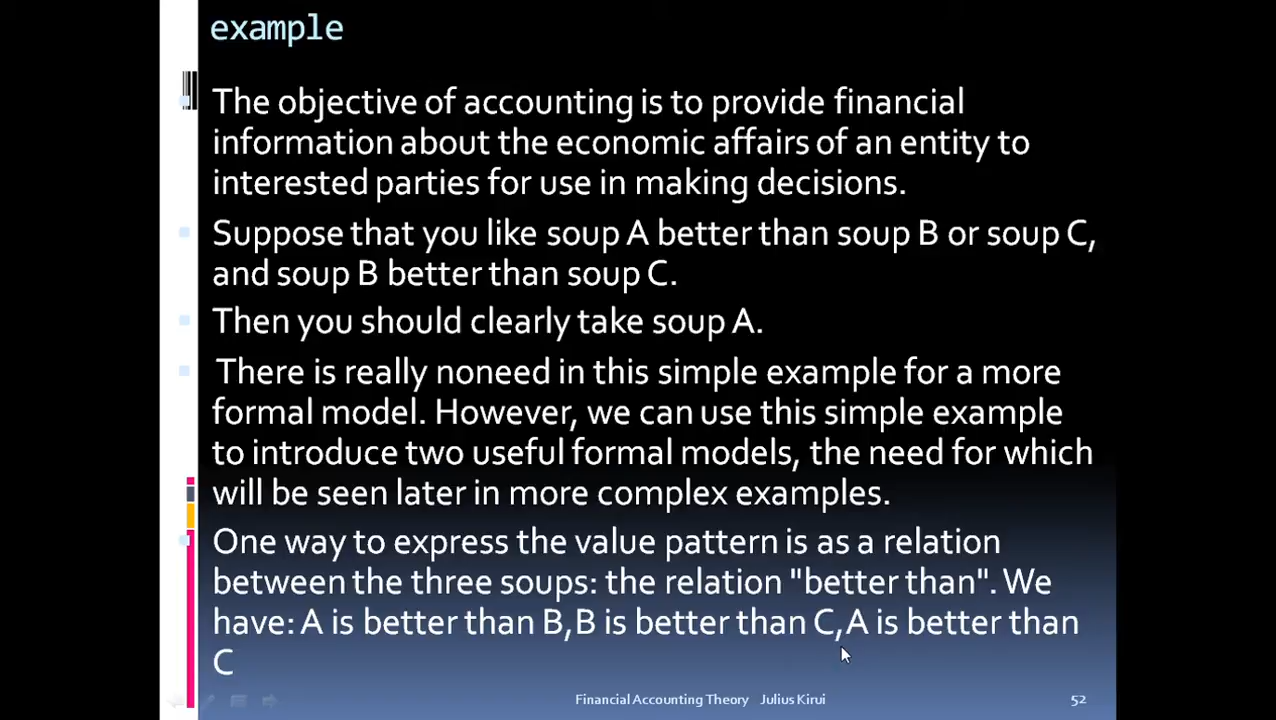 example
The objective of accounting is to provide financial
information about the economic affairs of an entity to
interested parties for use in making decisions.
Suppose that you like soup A better than soup B or soup C,
and soup B better than soup C.
Then you should clearly take soup A.
There is really noneed in this simple example for a more
formal model. However, we can use this simple example
to introduce two useful formal models, the need for which
will be seen later in more complex examples.
One way to express the value pattern is as a relation
between the three soups: the relation "better than". We
have: A is better than B,B is better than C,A is better than
C
Financial Accounting Theory Julius Kirui 52